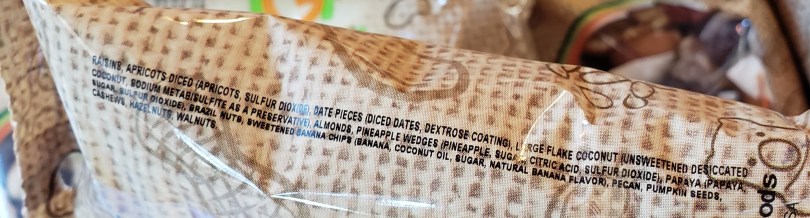 RAISINS, APRICOTS DICED (APRICOTS, SULFUR DIOXIDE), DATE PIECES (DICED DATES, DEXTROSE COATING), LARGE FLAKE COCONUT (UNSWEETENED DESICCATED
COCONUT, SODIUM METABISULFITE AS A PRESERVATIVE), ALMONDS, PINEAPPLE WEDGES (PINEAPPLE, SUGAR, CITRIC ACID, SULFUR DIOXIDE), PAPAYA (PAPAYA,
SUGAR, SULFUR DIOXIDE), BRAZIL NUTS, SWEETENED BANANA CHIPS (BANANA, COCONUT OIL, SUGAR, NATURAL BANANA FLAVOR), PECAN, PUMPKIN SEEDS,
CASHEWS, HAZELNUTS, WALNUTS.